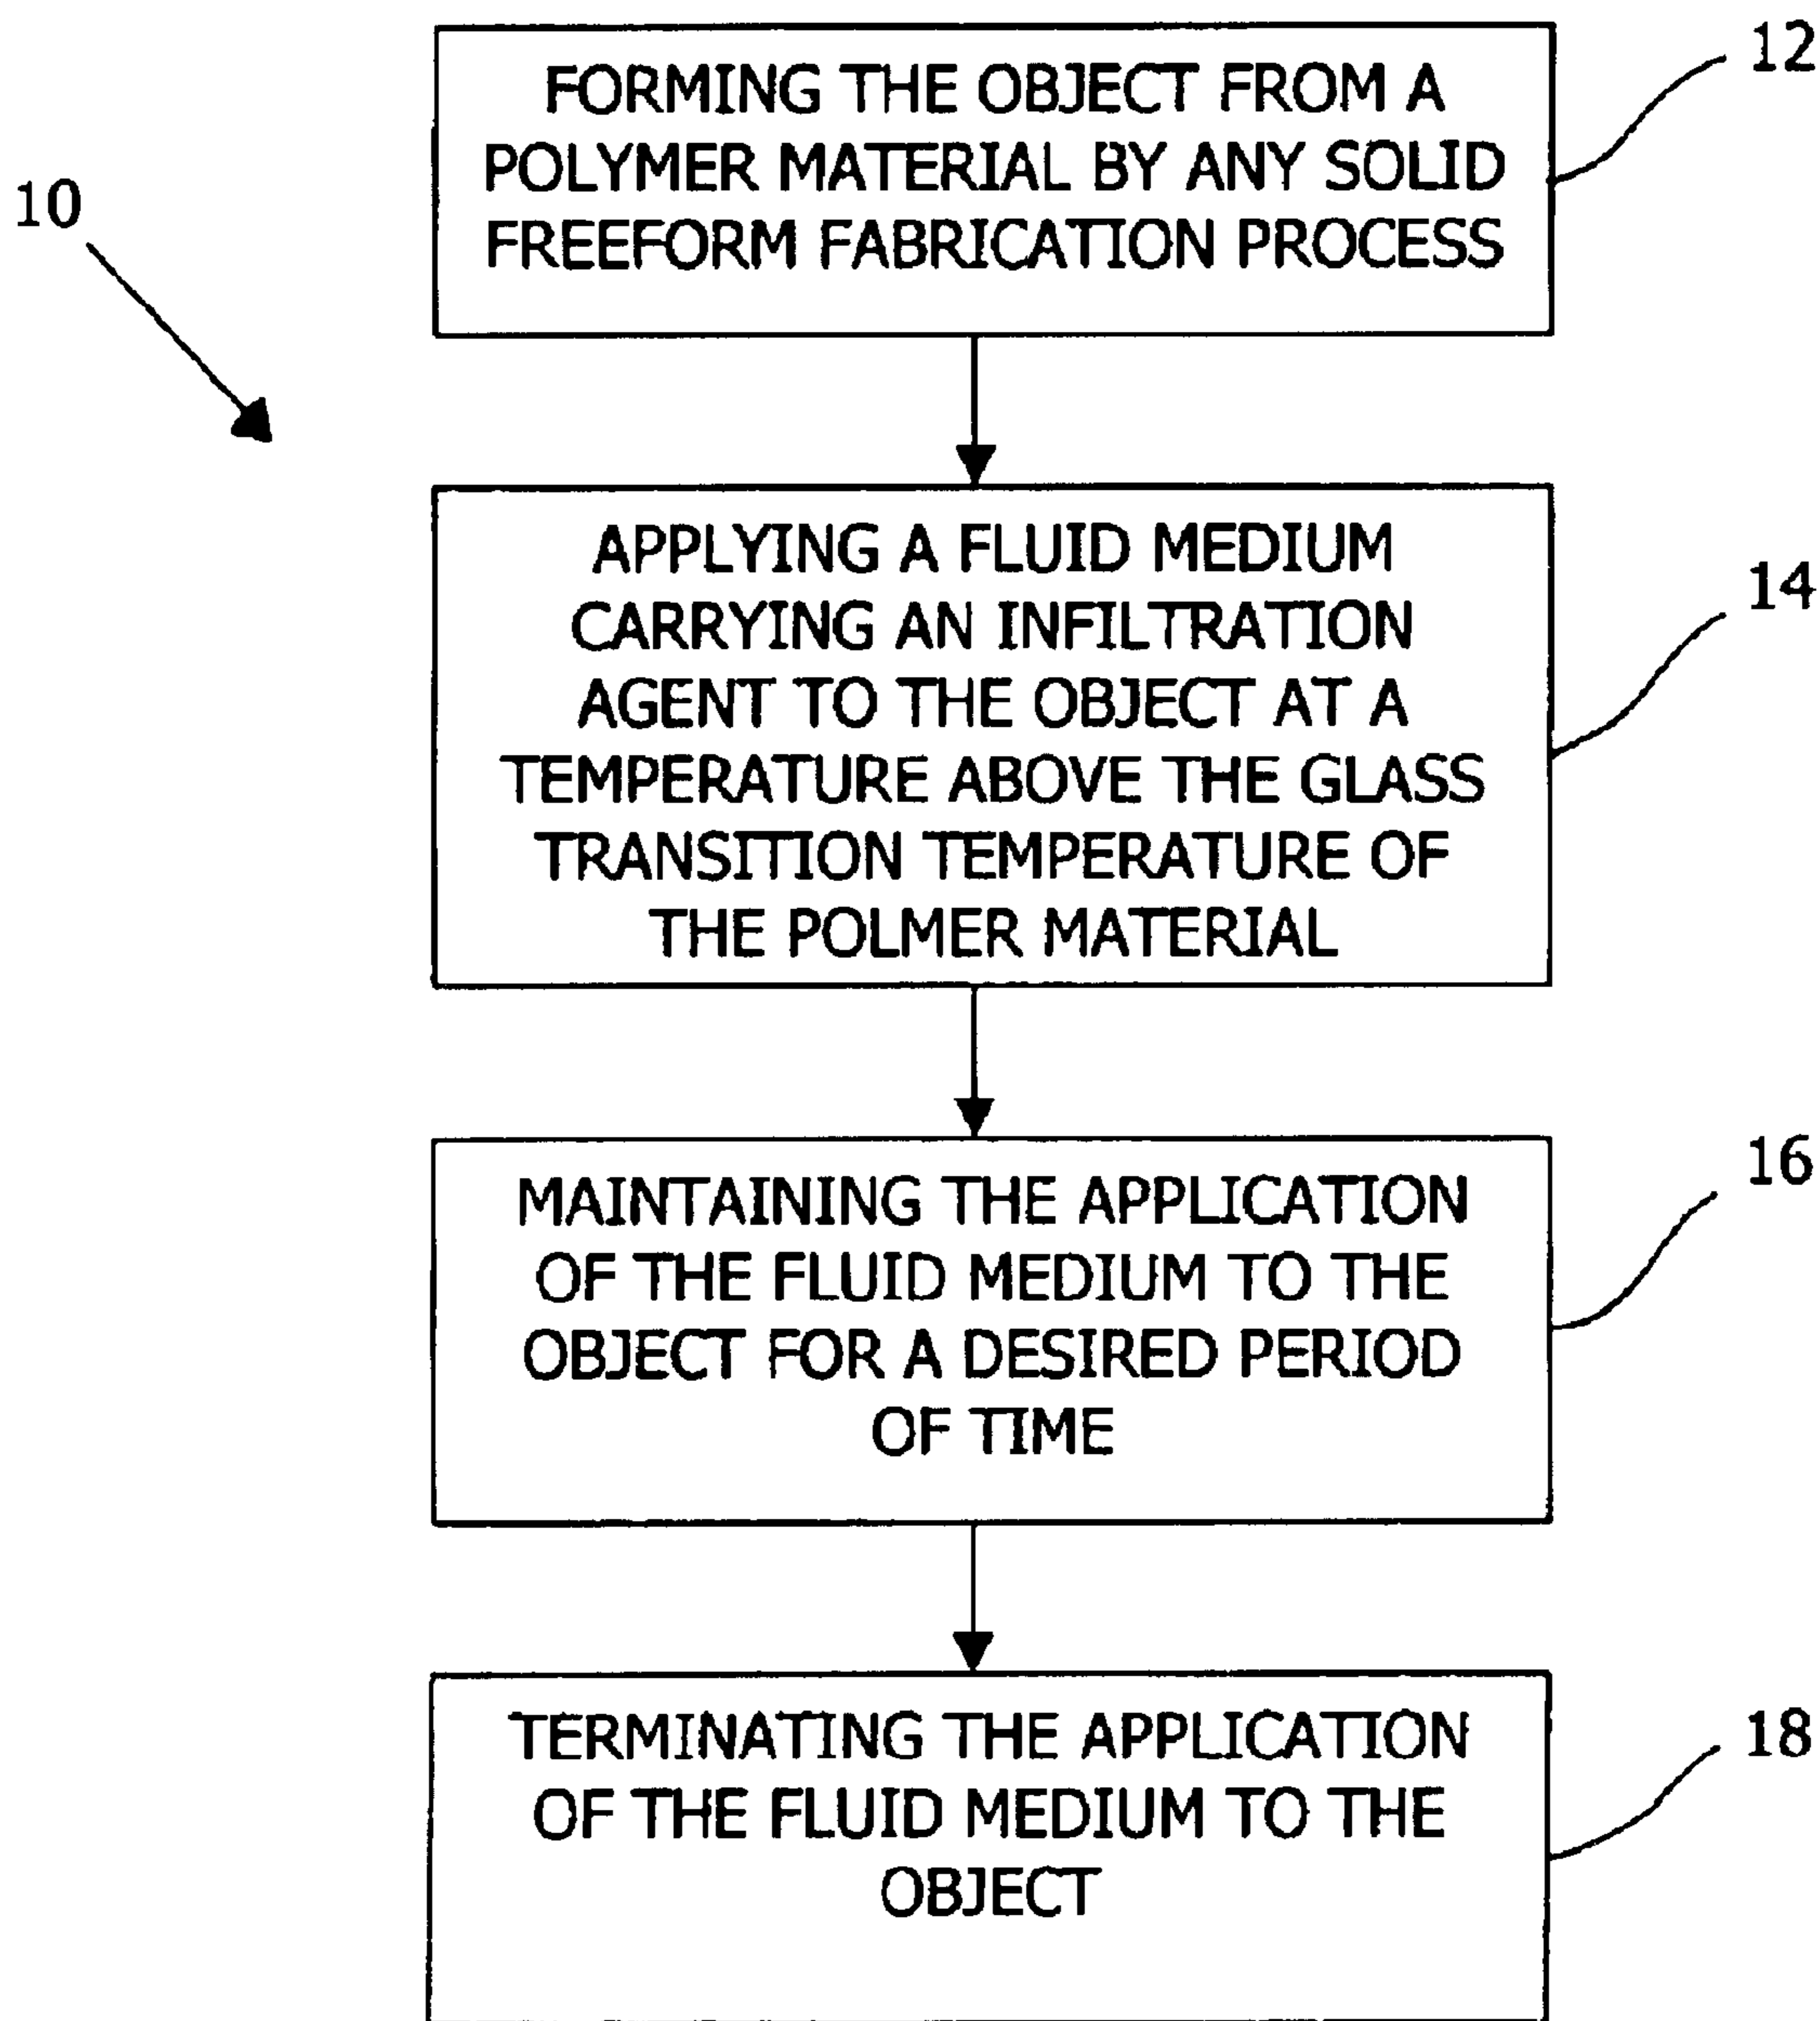 12
FORMING THE OBJECT FROM A
POLYMER MATERIAL BY ANY SOLID
FREEFORM FABRICATION PROCESS
10
APPLYING A FLUID MEDIUM
CARRYING AN INFILTRATION
AGENT TO THE OBJECT AT A
TEMPERATURE ABOVE THE GLASS
TRANSITION TEMPERATURE OF
THE POLMER MATERIAL
14
MAINTAINING THE APPLICATION
OF THE FLUID MEDIUM TO THE
OBJECT FOR A DESIRED PERIOD
OF TIME
16
TERMINATING THE APPLICATION
OF THE FLUID MEDIUM TO THE
OBJECT
18